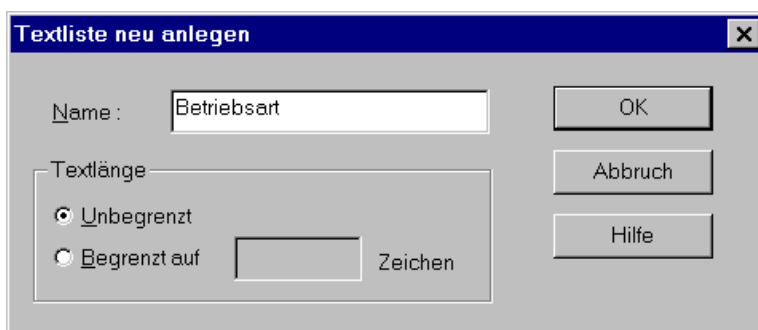 Textliste neu anlegen
Name : Betriebsart
OK
Textlänge
Abbruch
Unbegrenzt
Hilfe
Begrenzt auf Zeichen